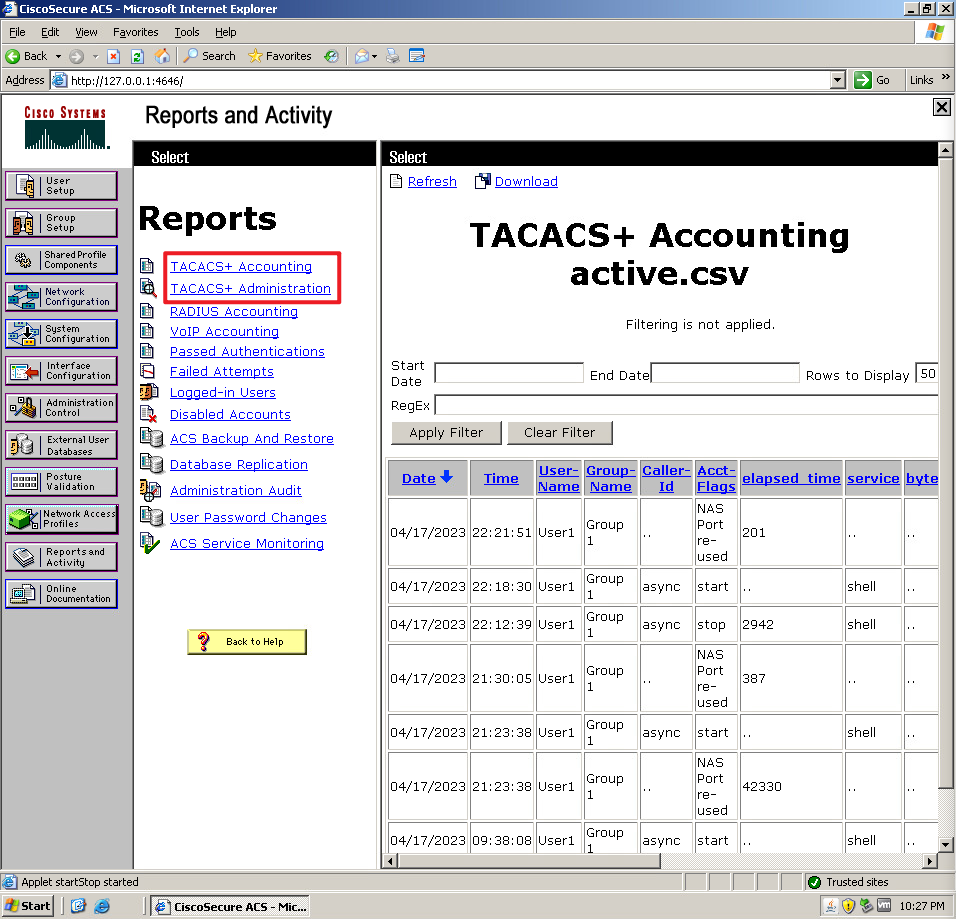 CiscoSecure ACS - Microsoft Internet Explorer
File Edit View Favorites Tools Help
Back Search Favorites
Address http://127.0.0.1:4646/ Go Links »
CISCO SYSTEMS
Reports and Activity
User
Setup
Group
Setup
Shared Profile
Components
Network
Configuration
System
Configuration
Interface
Configuration
Administration
Control
External User
Databases
Posture
Validation
Network Access
Profiles
Reports and
Activity
Online
Documentation
Select
Reports
TACACS+ Accounting
TACACS+ Administration
RADIUS Accounting
VoIP Accounting
Passed Authentications
Failed Attempts
Logged-in Users
Disabled Accounts
ACS Backup And Restore
Database Replication
Administration Audit
User Password Changes
ACS Service Monitoring
? Back to Help
Select
Refresh Download
TACACS+ Accounting
active.csv
Filtering is not applied.
Start
Date
End Date Rows to Display 50
RegEx
Apply Filter Clear Filter
Date Time User-Name Group-Name Caller-Id Acct-Flags elapsed_time service byte
04/17/2023 22:21:51 User1 Group 1 .. NAS Port re-used 201 .. ..
04/17/2023 22:18:30 User1 Group 1 async start .. shell ..
04/17/2023 22:12:39 User1 Group 1 async stop 2942 shell ..
04/17/2023 21:30:05 User1 Group 1 .. NAS Port re-used 387 .. ..
04/17/2023 21:23:38 User1 Group 1 async start .. shell ..
04/17/2023 21:23:38 User1 Group 1 .. NAS Port re-used 42330 .. ..
04/17/2023 09:38:08 User1 Group 1 async start .. shell ..
Applet startStop started Trusted sites
Start CiscoSecure ACS - Mic... 10:27 PM